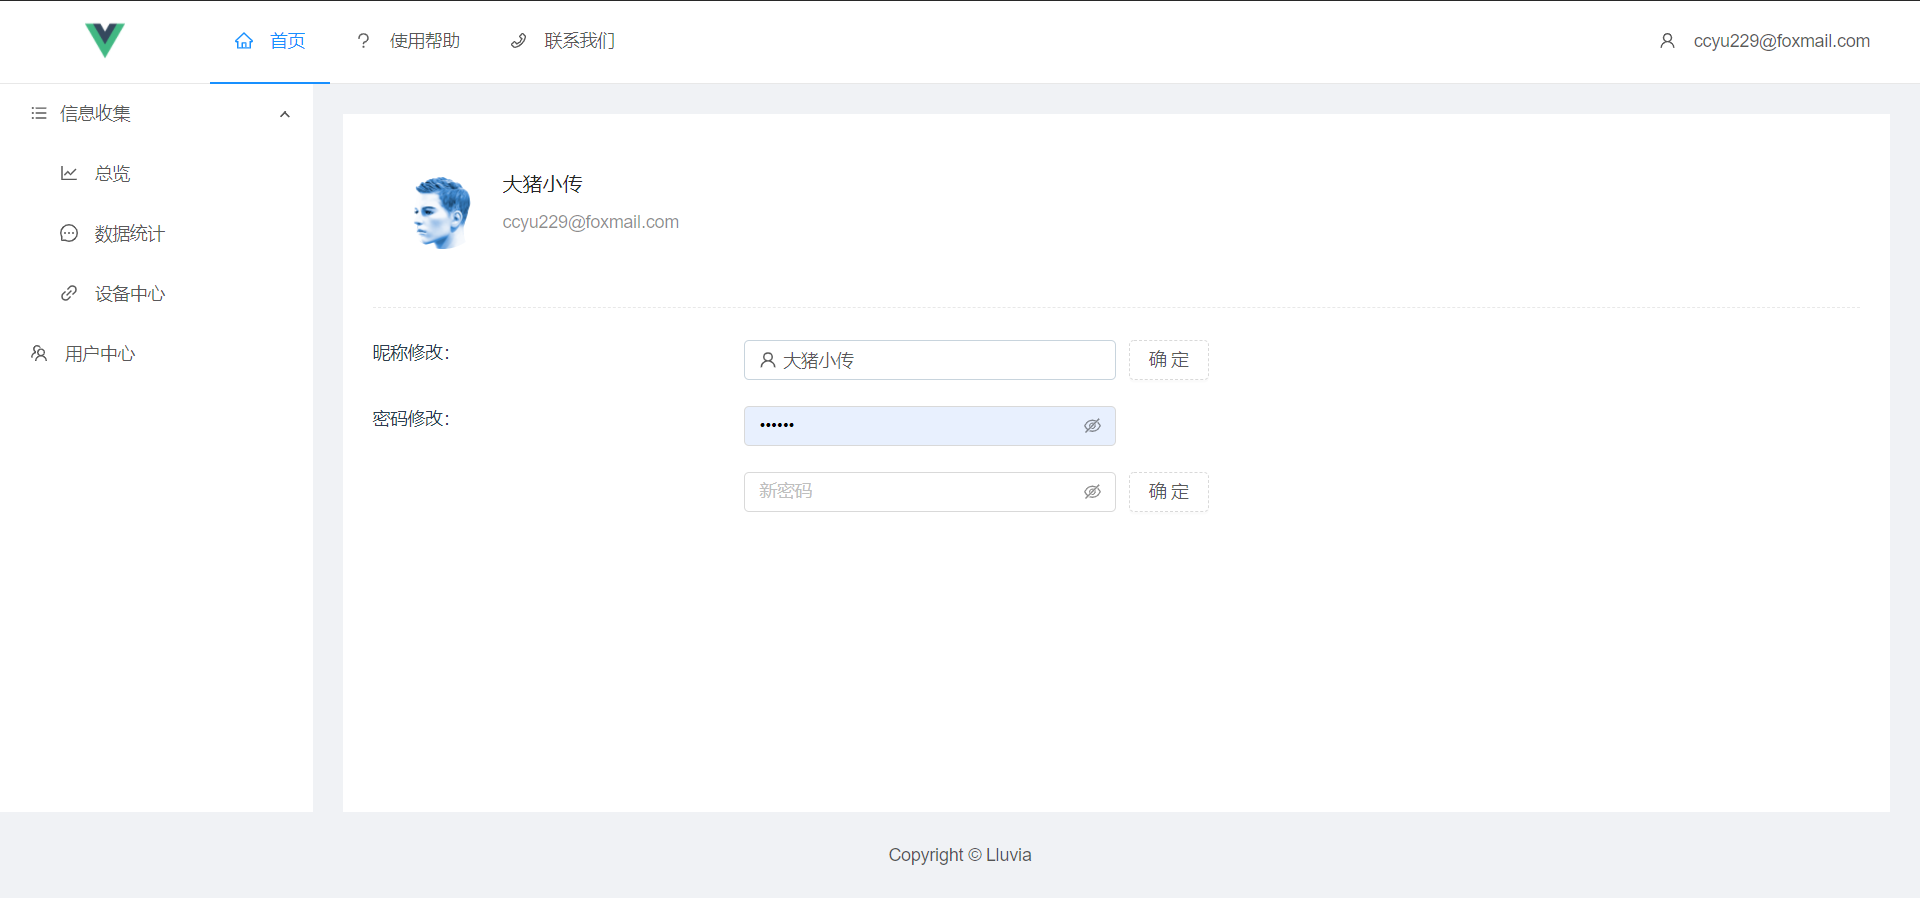 首页 使用帮助 联系我们 ccyu229@foxmail.com
信息收集
总览
数据统计
设备中心
用户中心
大猪小传
ccyu229@foxmail.com
昵称修改: 大猪小传 确 定
密码修改: ••••••
新密码 确 定
Copyright © Lluvia